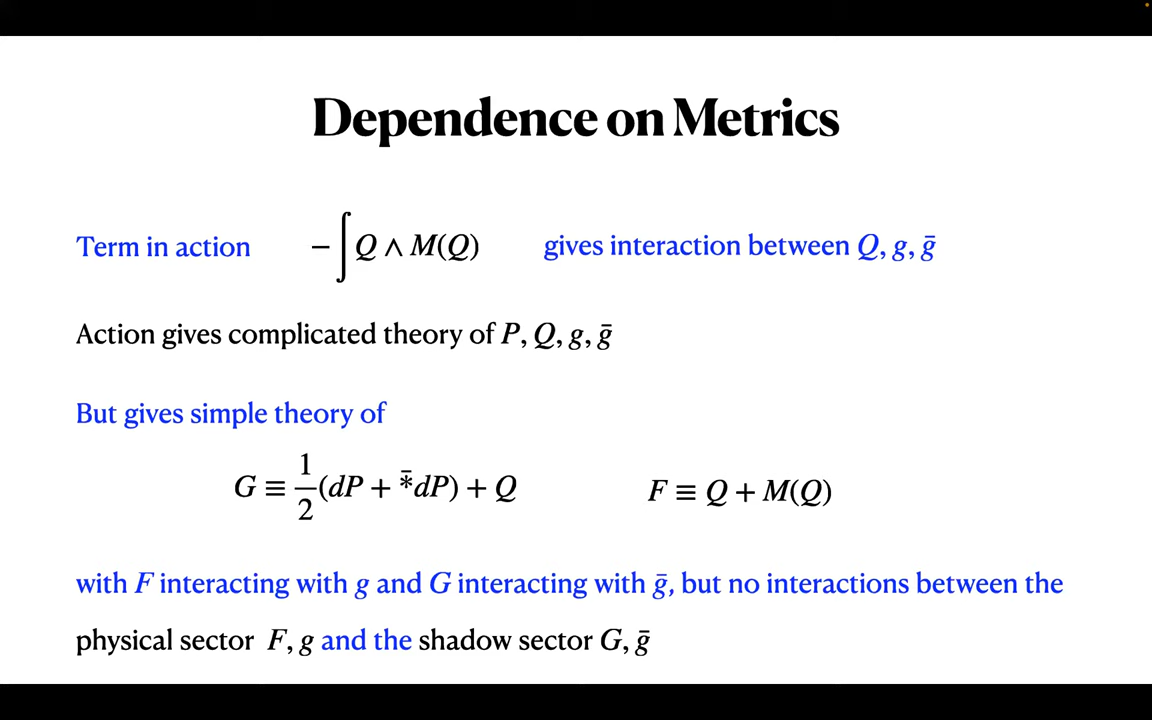 Dependence on Metrics
Term in action − ∫ Q ∧ M(Q) gives interaction between Q, g, ḡ
Action gives complicated theory of P, Q, g, ḡ
But gives simple theory of
G ≡ 1/2 (dP + *̄dP) + Q F ≡ Q + M(Q)
with F interacting with g and G interacting with ḡ, but no interactions between the
physical sector F, g and the shadow sector G, ḡ